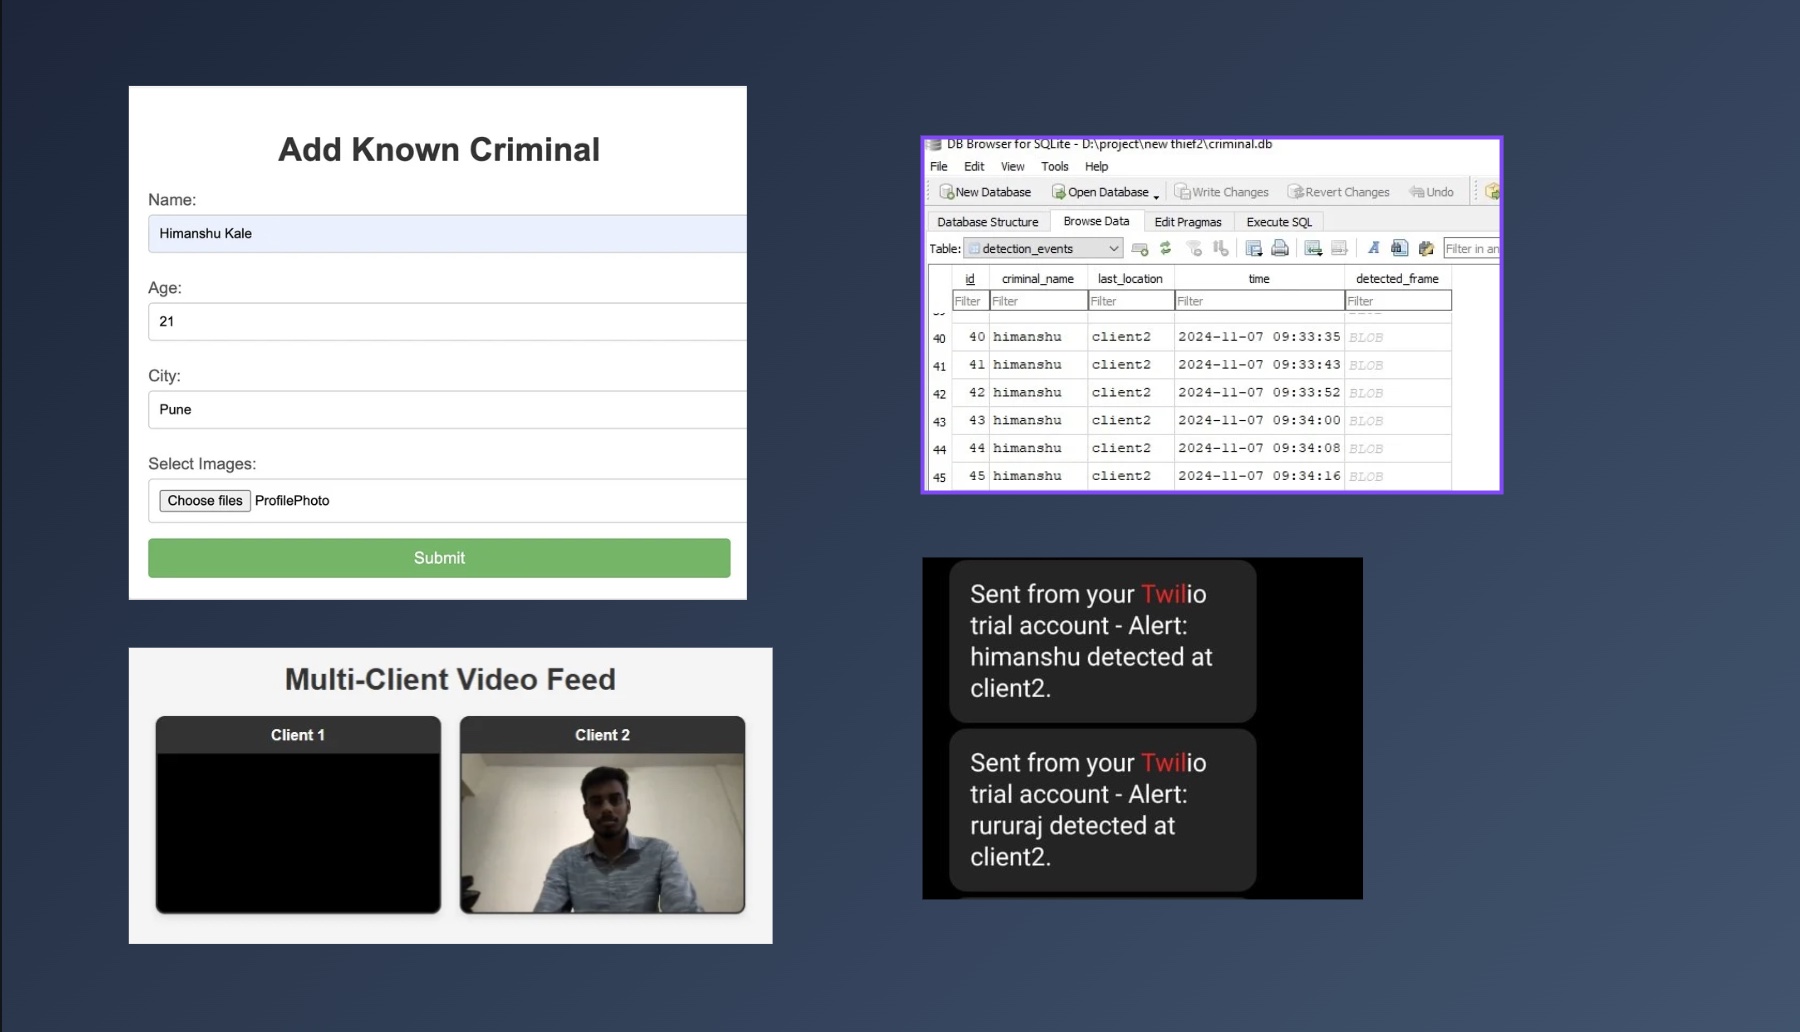 Add Known Criminal
Name:
Himanshu Kale
Age:
21
City:
Pune
Select Images:
Choose files ProfilePhoto
Submit
Multi-Client Video Feed
Client 1 Client 2
DB Browser for SQLite - D:\project\new thief2\criminal.db
File Edit View Tools Help
New Database Open Database Write Changes Revert Changes Undo
Database Structure Browse Data Edit Pragmas Execute SQL
Table: detection_events Filter in an
id criminal_name last_location time detected_frame
Filter Filter Filter Filter Filter
40 40 himanshu client2 2024-11-07 09:33:35 BLOB
41 41 himanshu client2 2024-11-07 09:33:43 BLOB
42 42 himanshu client2 2024-11-07 09:33:52 BLOB
43 43 himanshu client2 2024-11-07 09:34:00 BLOB
44 44 himanshu client2 2024-11-07 09:34:08 BLOB
45 45 himanshu client2 2024-11-07 09:34:16 BLOB
Sent from your Twilio
trial account - Alert:
himanshu detected at
client2.
Sent from your Twilio
trial account - Alert:
rururaj detected at
client2.